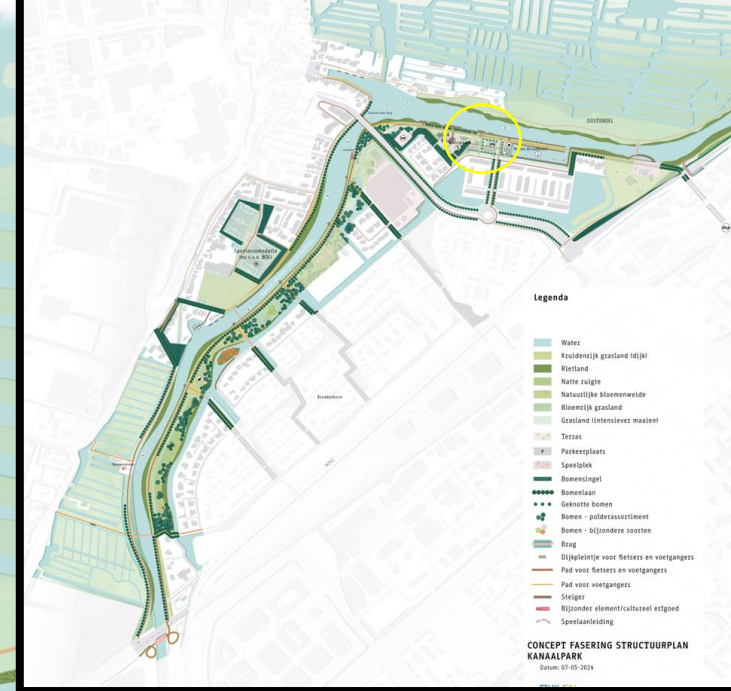 OOSTERDEL
Sportaccomodatie
Broekerhorn
Legenda
Water
Kruidenrijk grasland (dijk)
Rietland
Natte ruigte
Natuurlijke bloemenweide
Bloemrijk grasland
Grasland (intensiever maaien)
Terras
P Parkeerplaats
Speelplek
Bomensingel
Bomenlaan
Geknotte bomen
Bomen - polderassortiment
Bomen - bijzondere soorten
Brug
Dijkpleintje voor fietsers en voetgangers
Pad voor fietsers en voetgangers
Pad voor voetgangers
Steiger
Bijzonder element/cultureel erfgoed
Speelaanleiding
CONCEPT FASERING STRUCTUURPLAN
KANAALPARK
Datum: 07-05-2024